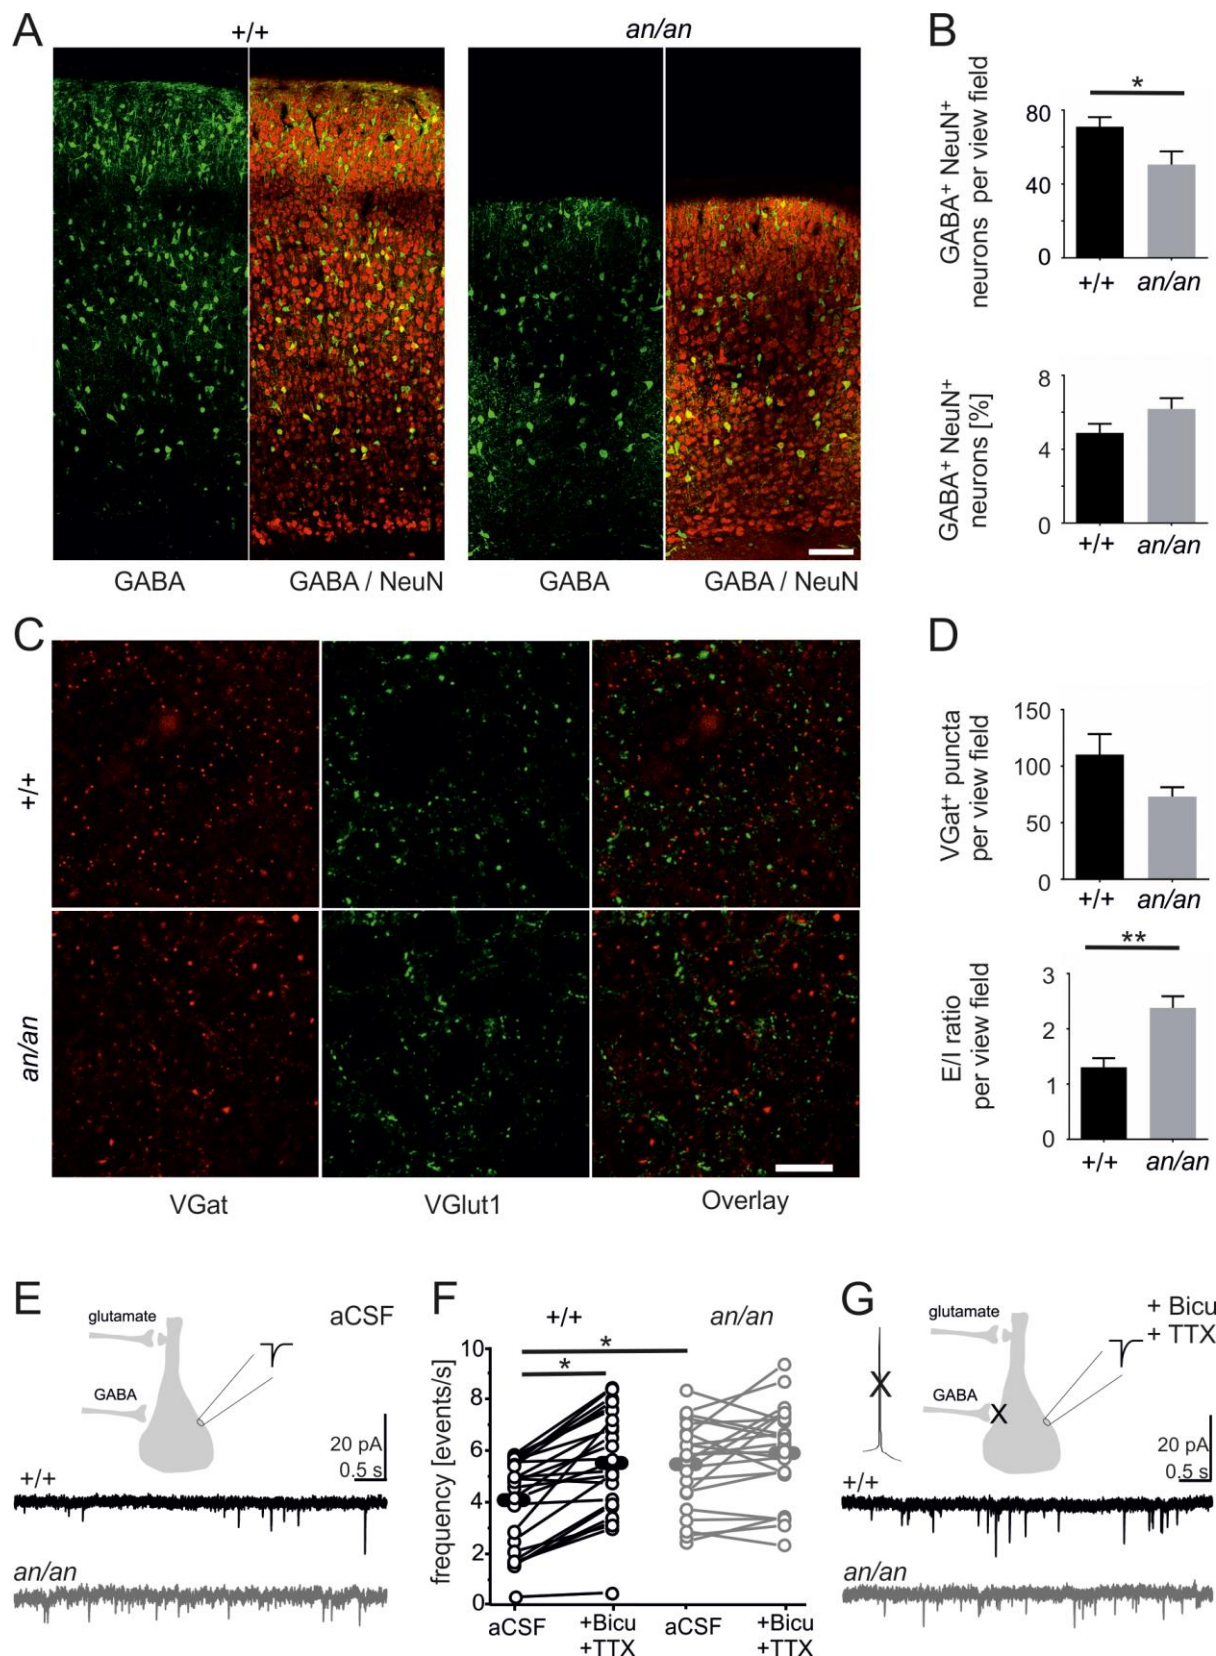 A
+/+
an/an
GABA
GABA / NeuN
GABA
GABA / NeuN
B
GABA⁺ NeuN⁺
neurons per view field
80
40
0
*
+/+
an/an
GABA⁺ NeuN⁺
neurons [%]
8
4
0
+/+
an/an
C
+/+
an/an
VGat
VGlut1
Overlay
D
VGat⁺ puncta
per view field
150
100
50
0
+/+
an/an
E/I ratio
per view field
3
2
1
0
**
+/+
an/an
E
glutamate
aCSF
GABA
20 pA
0.5 s
+/+
an/an
F
+/+
an/an
frequency [events/s]
10
8
6
4
2
0
*
*
aCSF
+Bicu
+TTX
aCSF
+Bicu
+TTX
G
glutamate
+ Bicu
+ TTX
X
GABA
X
20 pA
0.5 s
+/+
an/an